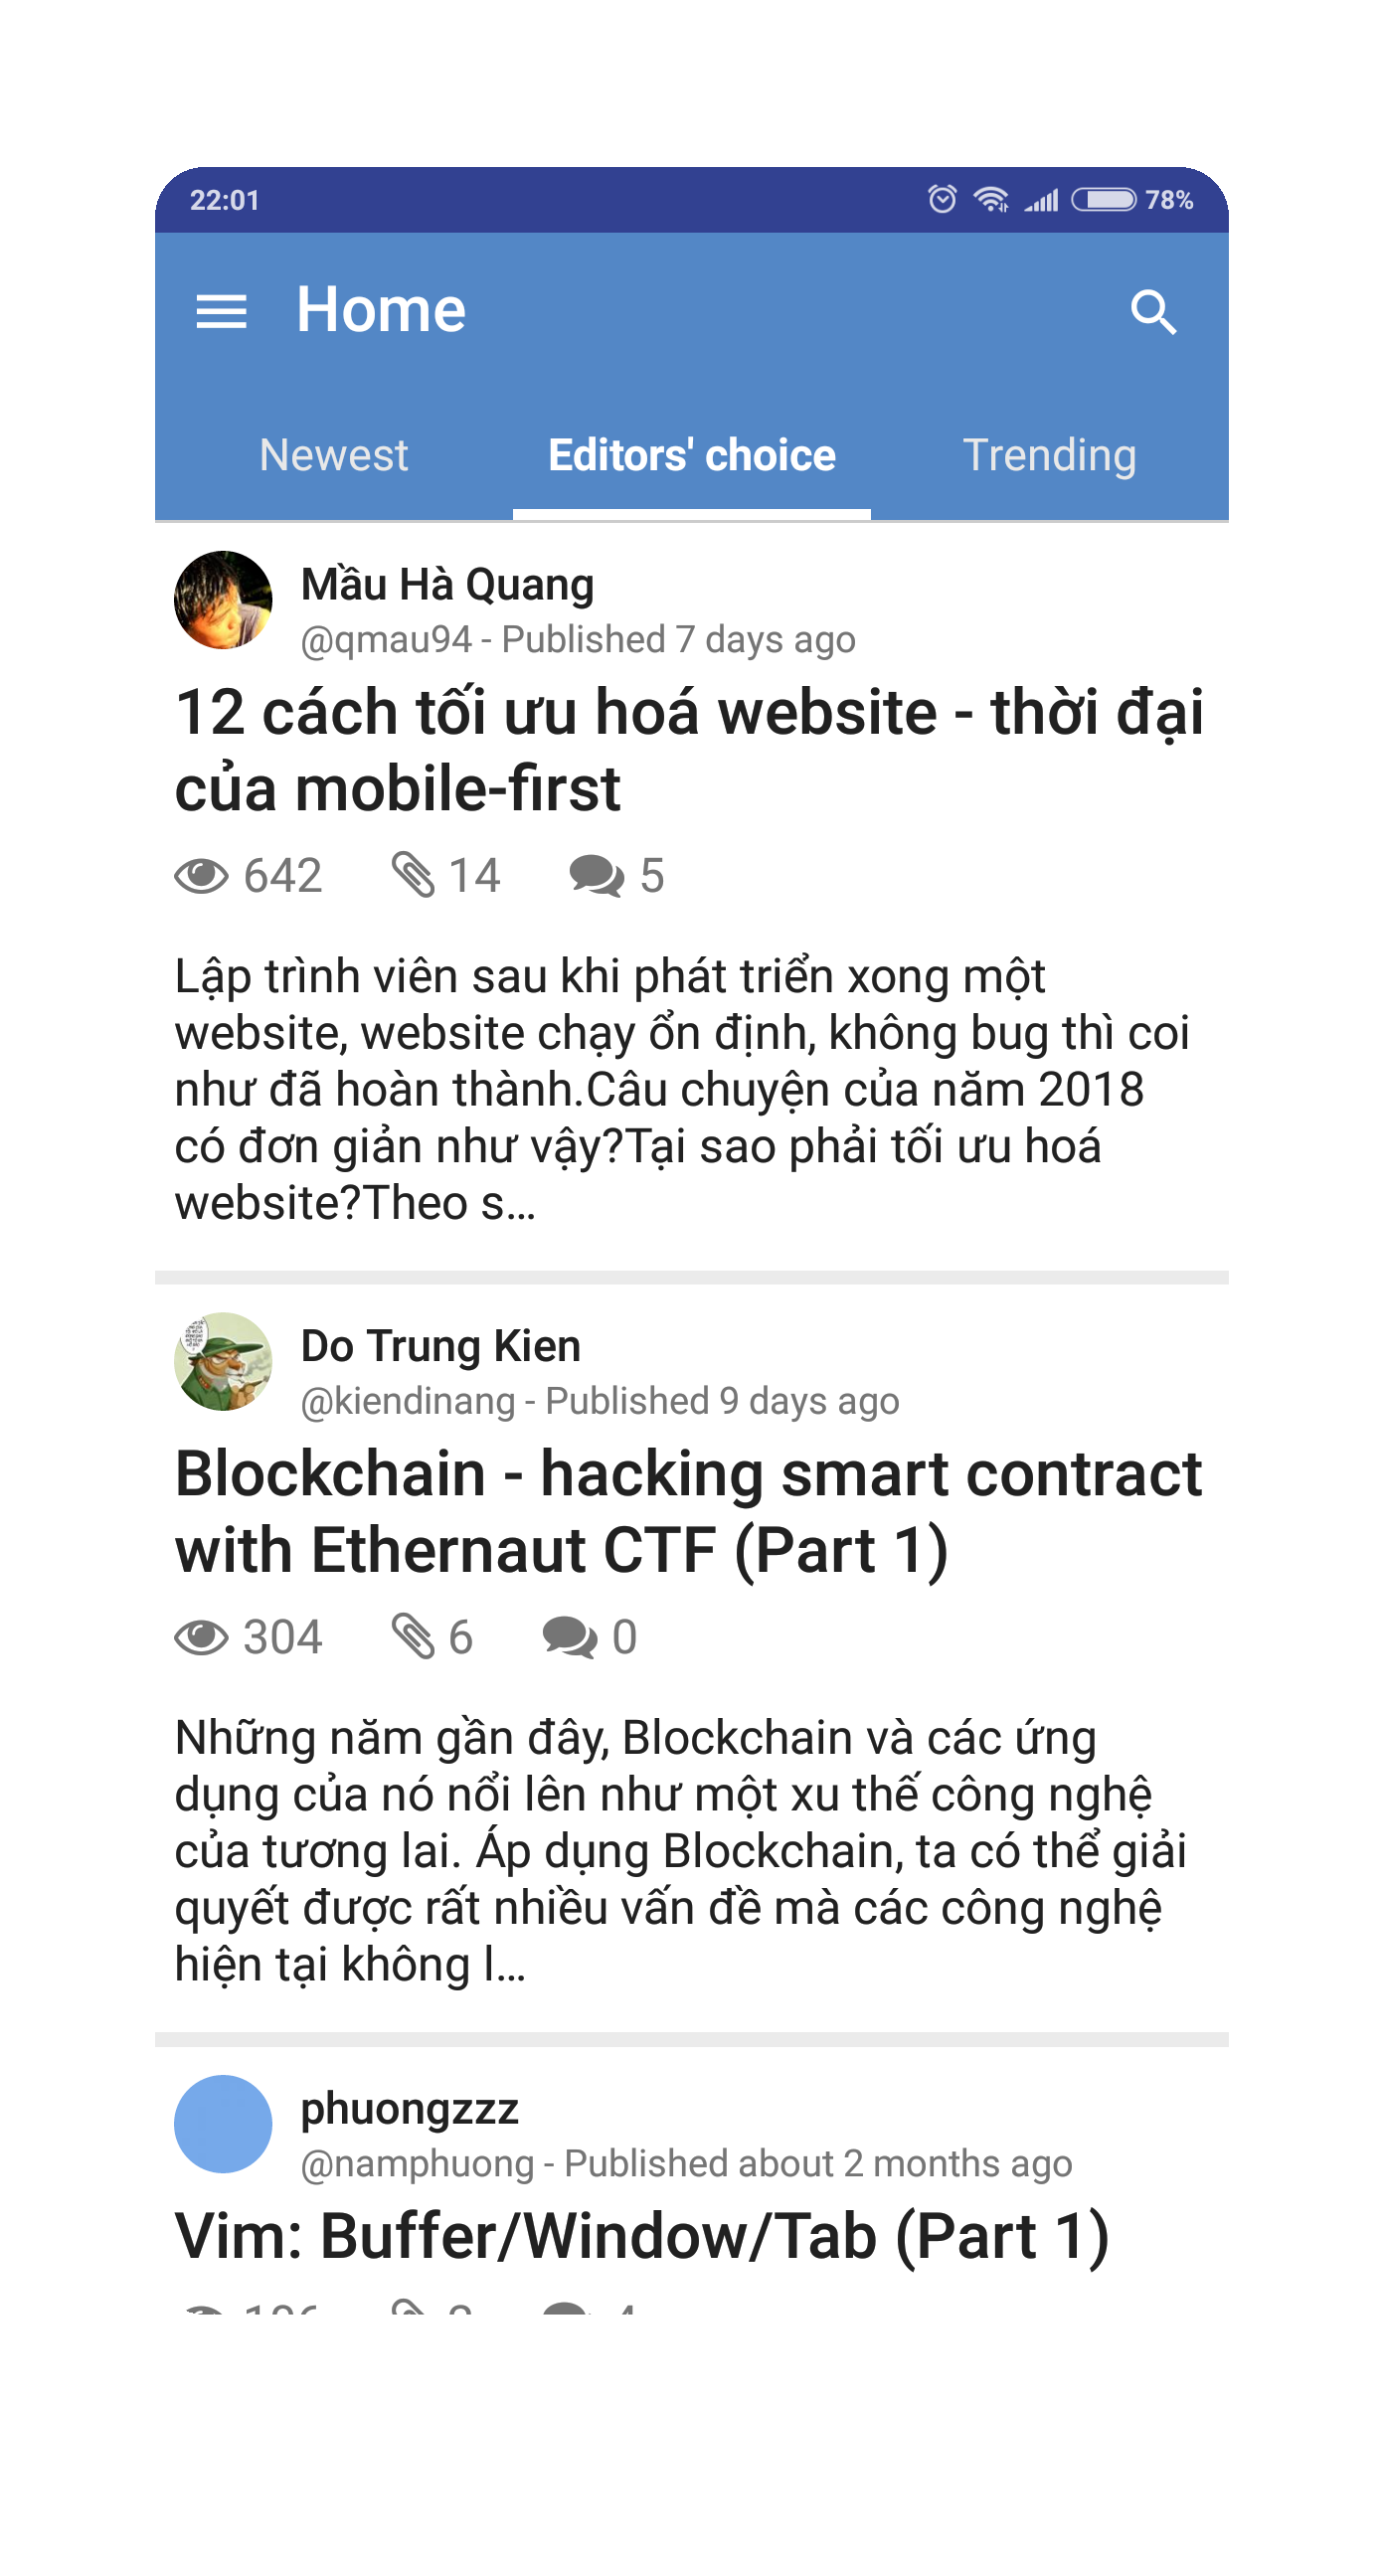 22:01 78%
Home
Newest Editors' choice Trending
Mầu Hà Quang
@qmau94 - Published 7 days ago
12 cách tối ưu hoá website - thời đại
của mobile-first
642 14 5
Lập trình viên sau khi phát triển xong một
website, website chạy ổn định, không bug thì coi
như đã hoàn thành.Câu chuyện của năm 2018
có đơn giản như vậy?Tại sao phải tối ưu hoá
website?Theo s...
Do Trung Kien
@kiendinang - Published 9 days ago
Blockchain - hacking smart contract
with Ethernaut CTF (Part 1)
304 6 0
Những năm gần đây, Blockchain và các ứng
dụng của nó nổi lên như một xu thế công nghệ
của tương lai. Áp dụng Blockchain, ta có thể giải
quyết được rất nhiều vấn đề mà các công nghệ
hiện tại không l...
phuongzzz
@namphuong - Published about 2 months ago
Vim: Buffer/Window/Tab (Part 1)